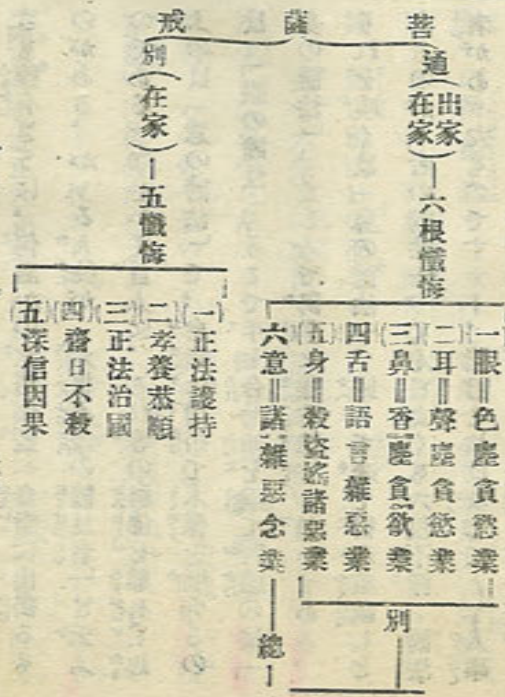 菩薩戒
通(出家在家)―六根懺悔
(一)眼＝色塵貪慾業
(二)耳＝聲塵貪慾業
(三)鼻＝香塵貪欲業
(四)舌＝語言雜惡業
(五)身＝殺盜婬諸惡業
別
(六)意＝諸雜惡念業―總
別(在家)―五懺悔
(一)正法護持
(二)孝養恭順
(三)正法治國
(四)齋日不殺
(五)深信因果